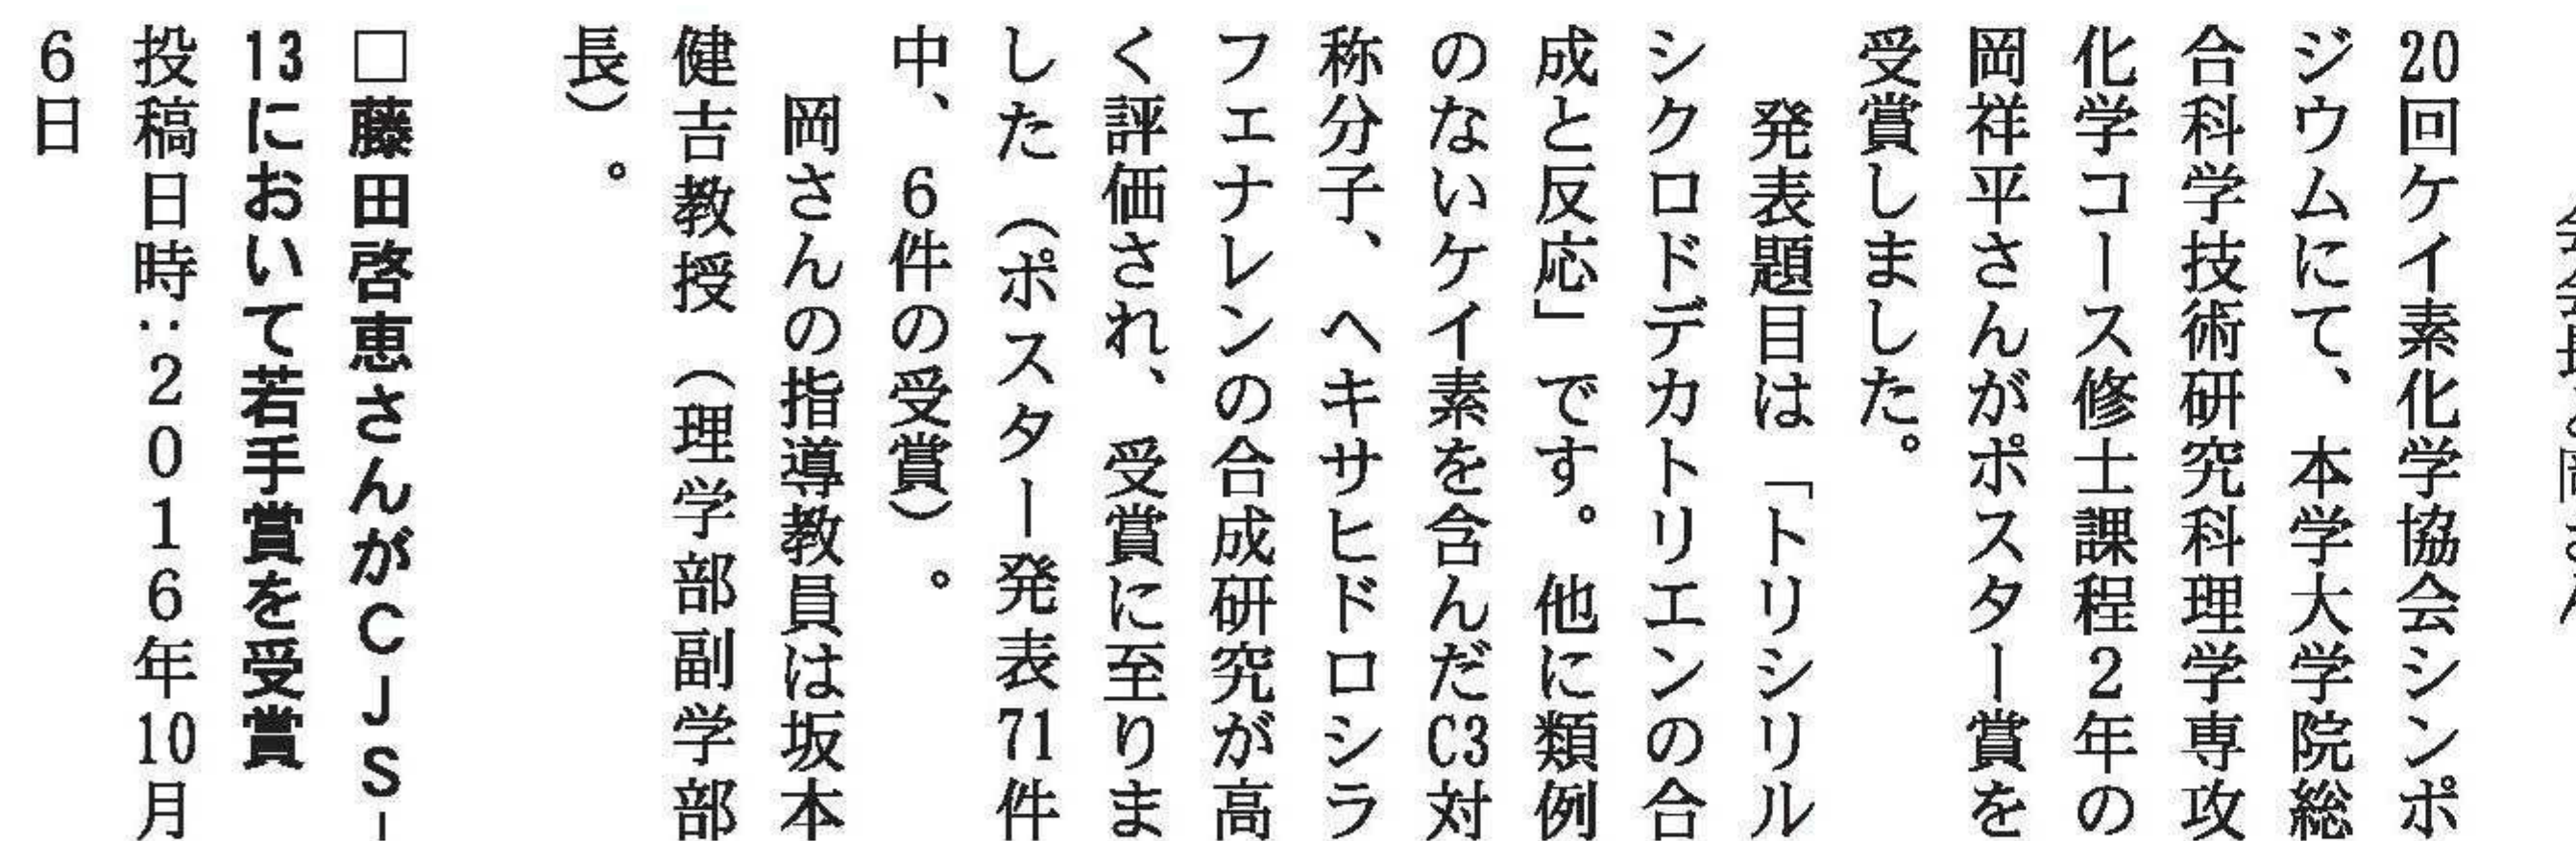 20回ケイ素化学協会シンポ
ジウムにて、本学大学院総
合科学技術研究科理学専攻
化学コース修士課程2年の
岡祥平さんがポスター賞を
受賞しました。
発表題目は「トリシリル
シクロドデカトリエンの合
成と反応」です。他に類例
のないケイ素を含んだC3対
称分子、ヘキサヒドロシラ
フェナレンの合成研究が高
く評価され、受賞に至りま
した（ポスター発表71件
中、6件の受賞）。
岡さんの指導教員は坂本
健吉教授（理学部副学部
長）。
□藤田啓恵さんがCJS-
13において若手賞を受賞
投稿日時：2016年10月
6日